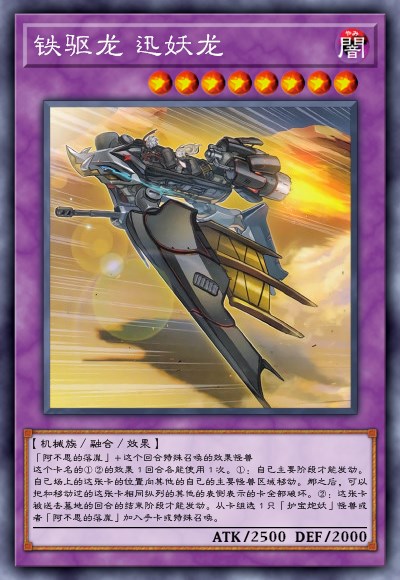 铁驱龙 迅妖龙
やみ
闇
【机械族／融合／效果】
「阿不思的落胤」＋这个回合特殊召唤的效果怪兽
这个卡名的①②的效果1回合各能使用1次。①：自己主要阶段才能发动。
自己场上的这张卡的位置向其他的自己的主要怪兽区域移动。那之后，可以
把和移动过的这张卡相同纵列的其他的表侧表示的卡全部破坏。②：这张卡
被送去墓地的回合的结束阶段才能发动。从卡组选1只「护宝炮妖」怪兽或
者「阿不思的落胤」加入手卡或特殊召唤。
ATK/2500 DEF/2000